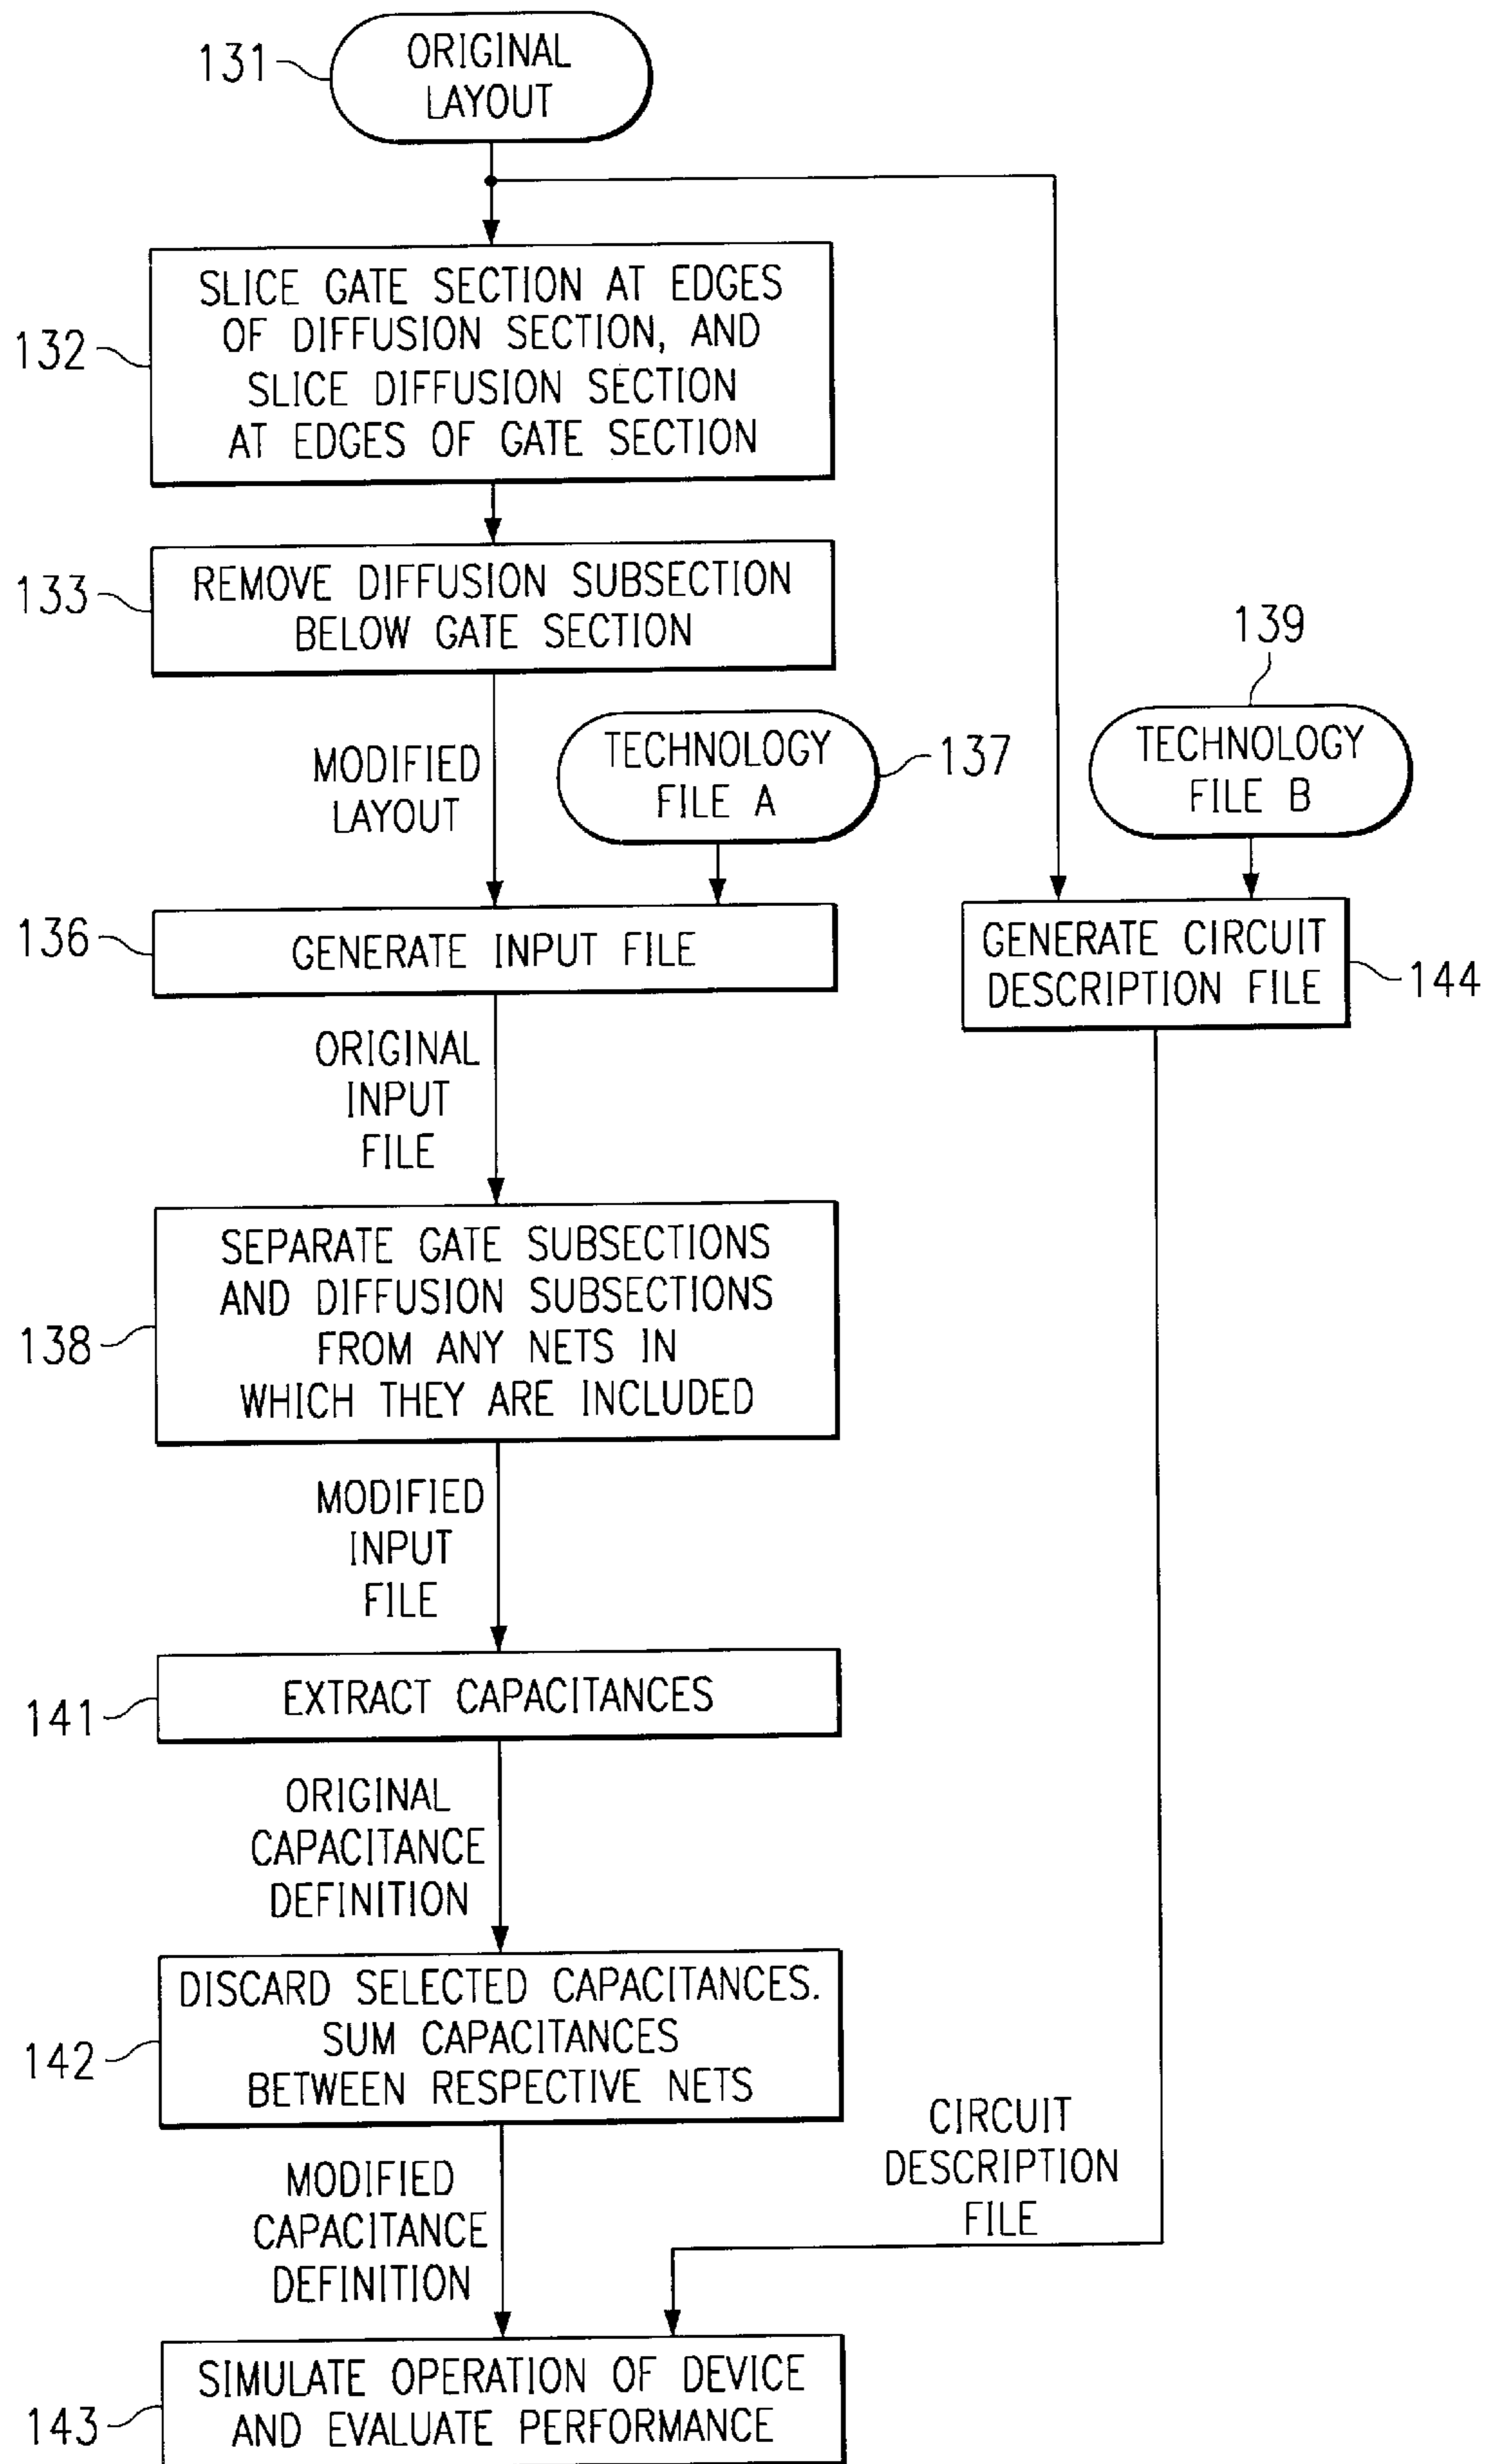 131
ORIGINAL
LAYOUT
132
SLICE GATE SECTION AT EDGES
OF DIFFUSION SECTION, AND
SLICE DIFFUSION SECTION
AT EDGES OF GATE SECTION
133
REMOVE DIFFUSION SUBSECTION
BELOW GATE SECTION
MODIFIED
LAYOUT
TECHNOLOGY
FILE A
137
139
TECHNOLOGY
FILE B
136
GENERATE INPUT FILE
GENERATE CIRCUIT
DESCRIPTION FILE
144
ORIGINAL
INPUT
FILE
138
SEPARATE GATE SUBSECTIONS
AND DIFFUSION SUBSECTIONS
FROM ANY NETS IN
WHICH THEY ARE INCLUDED
MODIFIED
INPUT
FILE
141
EXTRACT CAPACITANCES
ORIGINAL
CAPACITANCE
DEFINITION
142
DISCARD SELECTED CAPACITANCES.
SUM CAPACITANCES
BETWEEN RESPECTIVE NETS
MODIFIED
CAPACITANCE
DEFINITION
CIRCUIT
DESCRIPTION
FILE
143
SIMULATE OPERATION OF DEVICE
AND EVALUATE PERFORMANCE